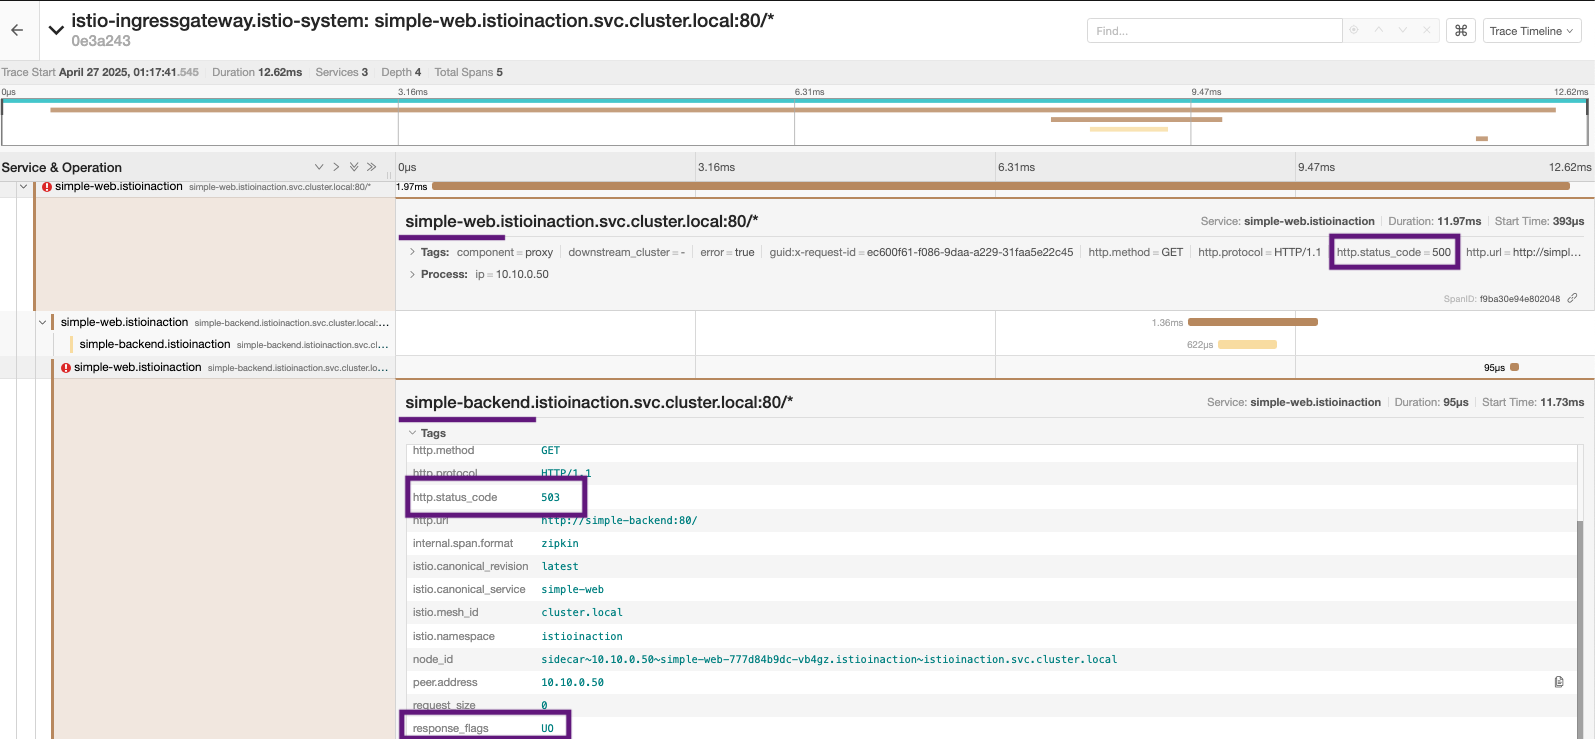 istio-ingressgateway.istio-system: simple-web.istioinaction.svc.cluster.local:80/*
0e3a243
Find...
⌘
Trace Timeline
Trace Start April 27 2025, 01:17:41.545 Duration 12.62ms Services 3 Depth 4 Total Spans 5
0μs 3.16ms 6.31ms 9.47ms 12.62ms
Service & Operation 0μs 3.16ms 6.31ms 9.47ms 12.62ms
simple-web.istioinaction simple-web.istioinaction.svc.cluster.local:80/* 1.97ms
simple-web.istioinaction.svc.cluster.local:80/* Service: simple-web.istioinaction Duration: 11.97ms Start Time: 393μs
Tags: component = proxy downstream_cluster = - error = true guid:x-request-id = ec600f61-f086-9daa-a229-31faa5e22c45 http.method = GET http.protocol = HTTP/1.1 http.status_code = 500 http.url = http://simpl...
Process: ip = 10.10.0.50
SpanID: f9ba30e94e802048
simple-web.istioinaction simple-backend.istioinaction.svc.cluster.local:... 1.36ms
simple-backend.istioinaction simple-backend.istioinaction.svc.cl... 622μs
simple-web.istioinaction simple-backend.istioinaction.svc.cluster.lo... 95μs
simple-backend.istioinaction.svc.cluster.local:80/* Service: simple-web.istioinaction Duration: 95μs Start Time: 11.73ms
Tags
http.method GET
http.protocol HTTP/1.1
http.status_code 503
http.url http://simple-backend:80/
internal.span.format zipkin
istio.canonical_revision latest
istio.canonical_service simple-web
istio.mesh_id cluster.local
istio.namespace istioinaction
node_id sidecar~10.10.0.50~simple-web-777d84b9dc-vb4gz.istioinaction~istioinaction.svc.cluster.local
peer.address 10.10.0.50
request_size 0
response_flags UO